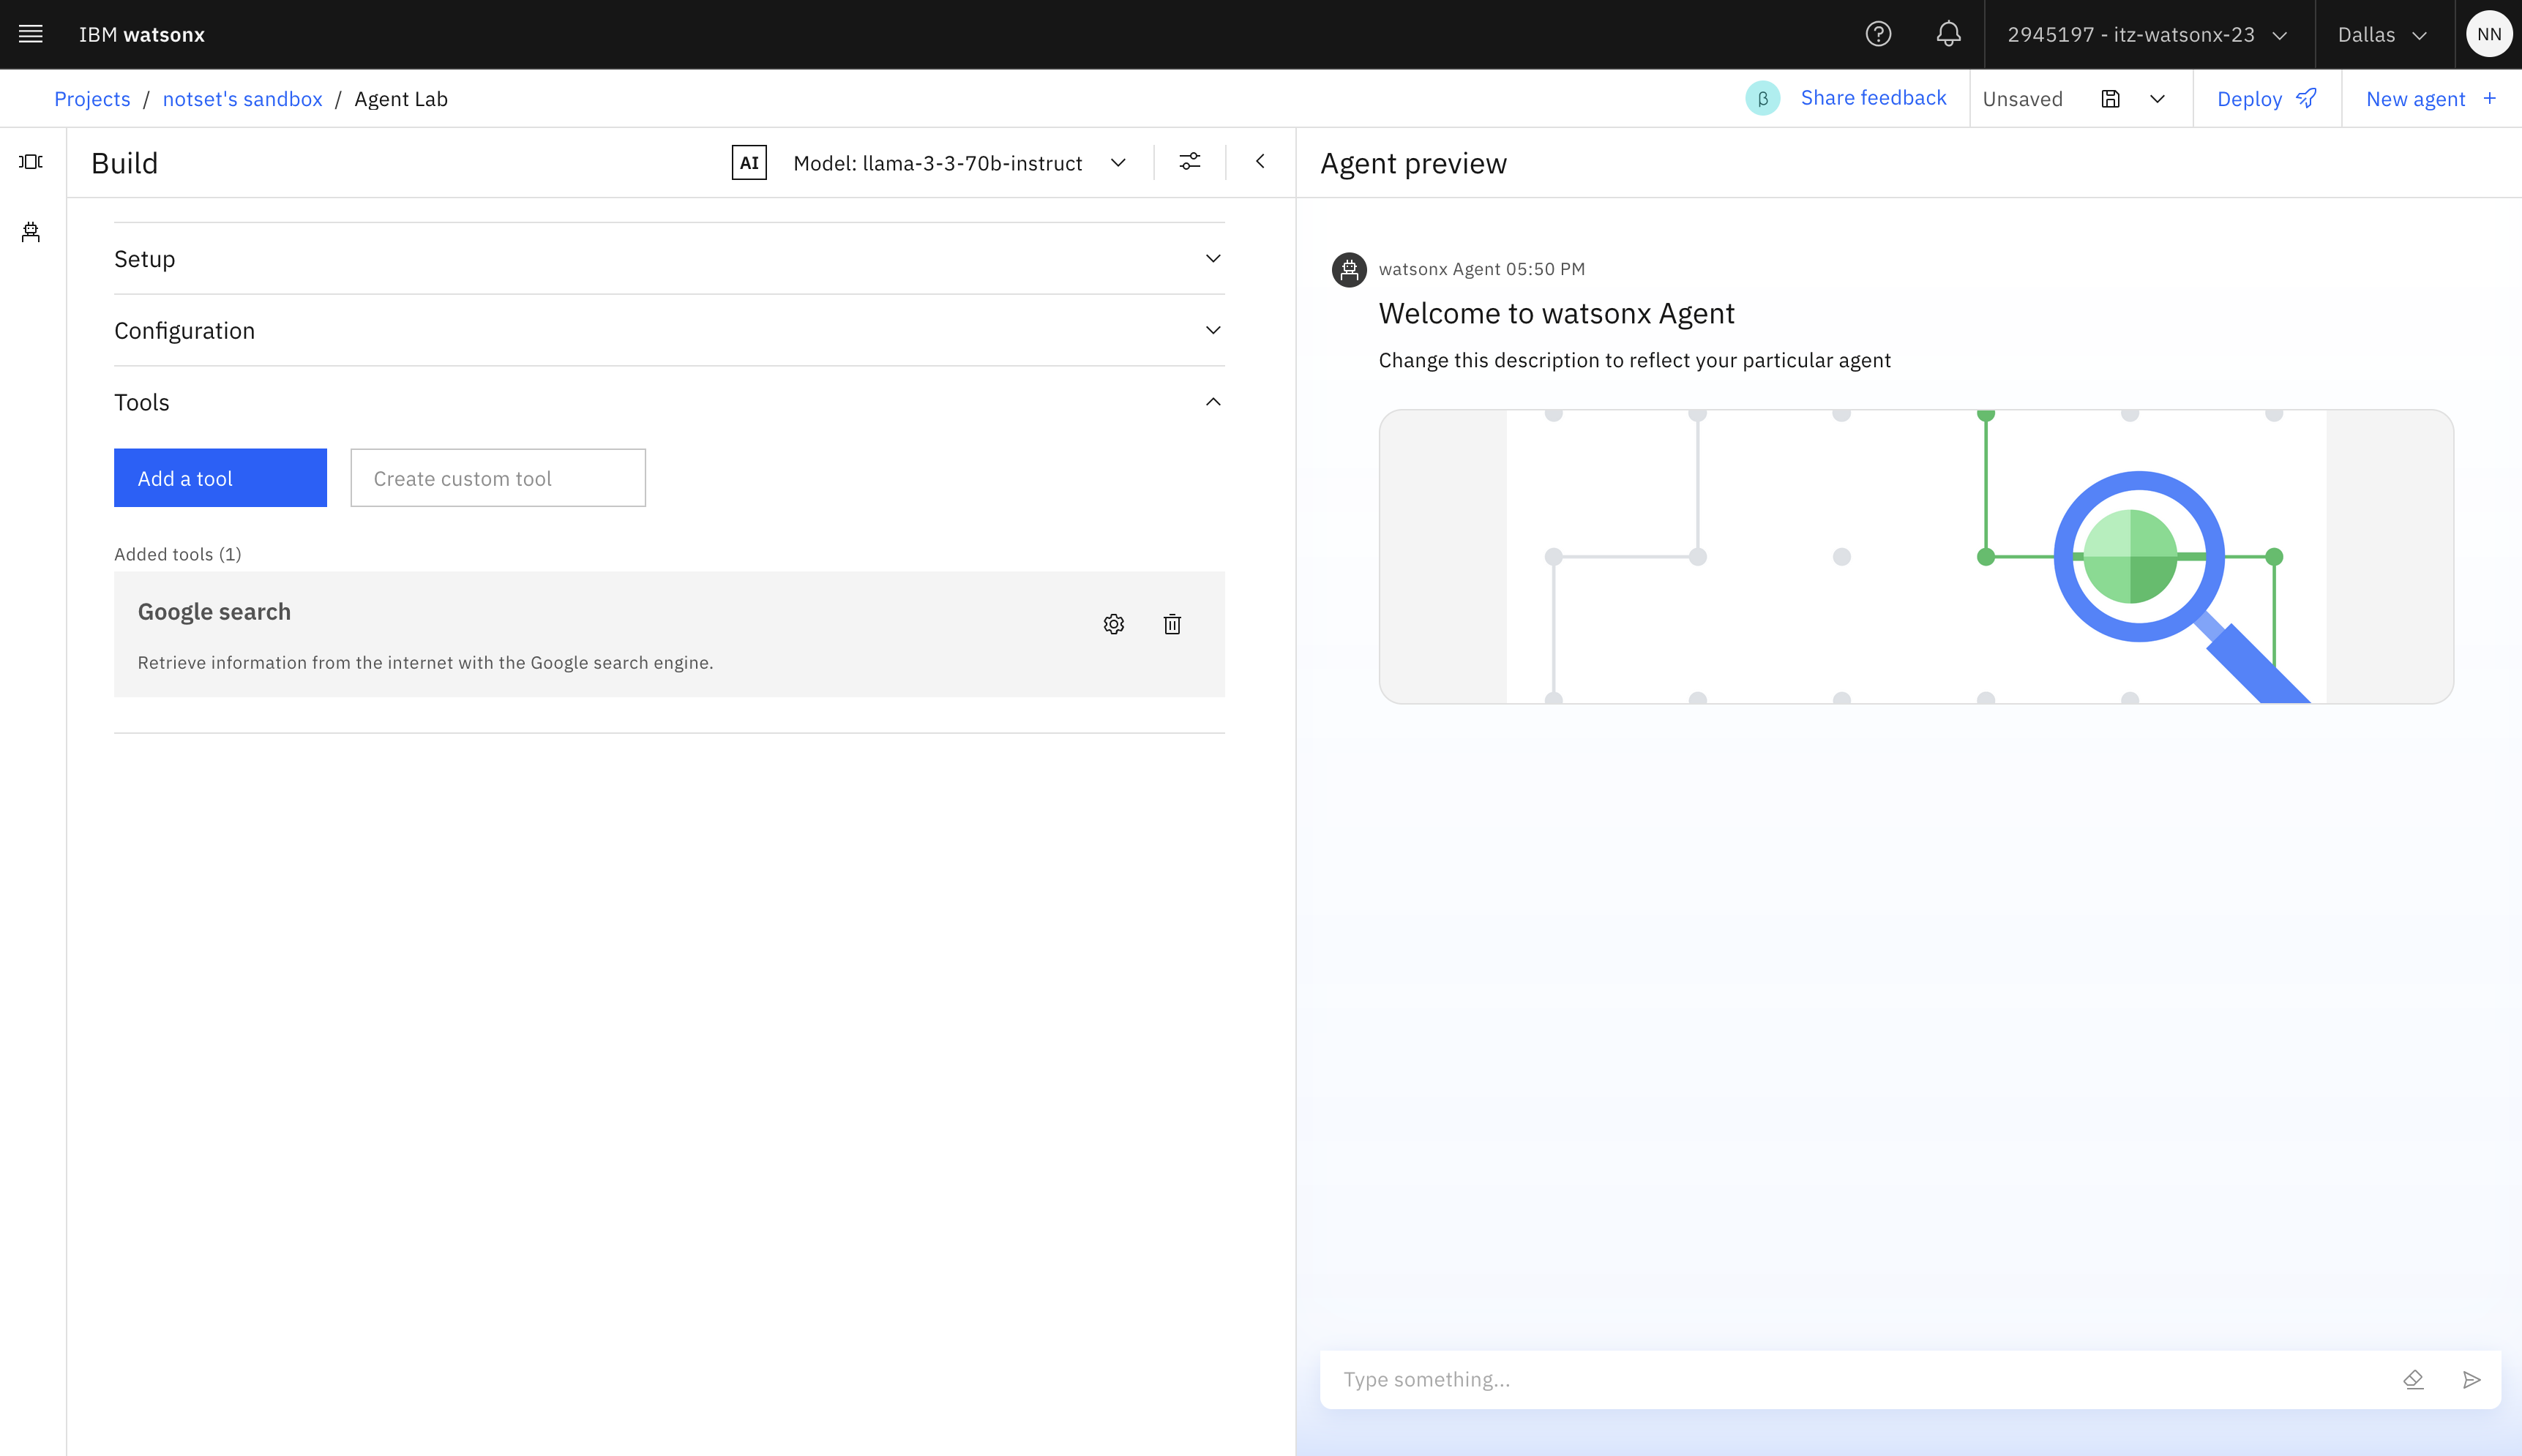 IBM watsonx
2945197 - itz-watsonx-23
Dallas
NN
Projects / notset's sandbox / Agent Lab
β
Share feedback
Unsaved
Deploy
New agent +
Build
AI
Model: llama-3-3-70b-instruct
Agent preview
Setup
Configuration
Tools
Add a tool
Create custom tool
Added tools (1)
Google search
Retrieve information from the internet with the Google search engine.
watsonx Agent 05:50 PM
Welcome to watsonx Agent
Change this description to reflect your particular agent
Type something...